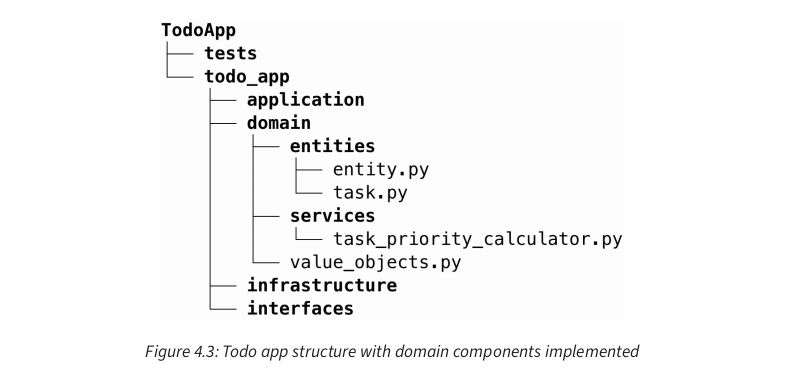 TodoApp
tests
todo_app
application
domain
entities
entity.py
task.py
services
task_priority_calculator.py
value_objects.py
infrastructure
interfaces
Figure 4.3: Todo app structure with domain components implemented